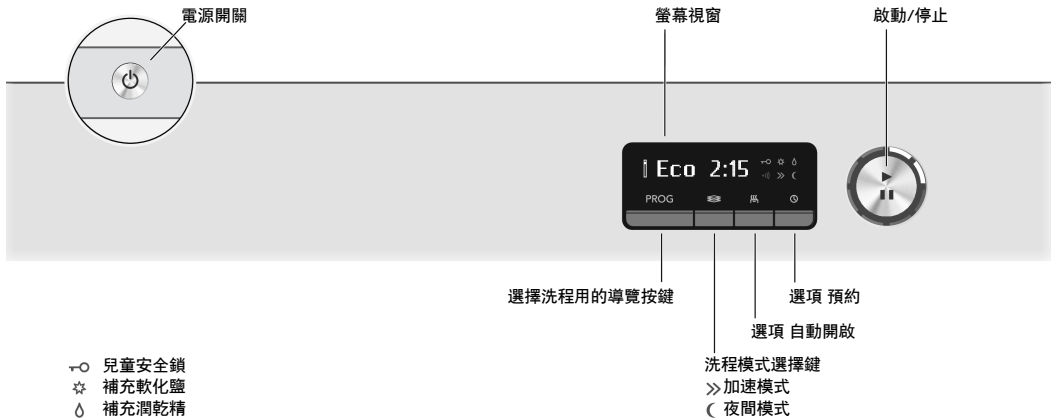 電源開關
螢幕視窗
啟動/停止
Eco 2:15
PROG
選擇洗程用的導覽按鍵
選項 預約
選項 自動開啟
洗程模式選擇鍵
加速模式
夜間模式
兒童安全鎖
補充軟化鹽
補充潤乾精